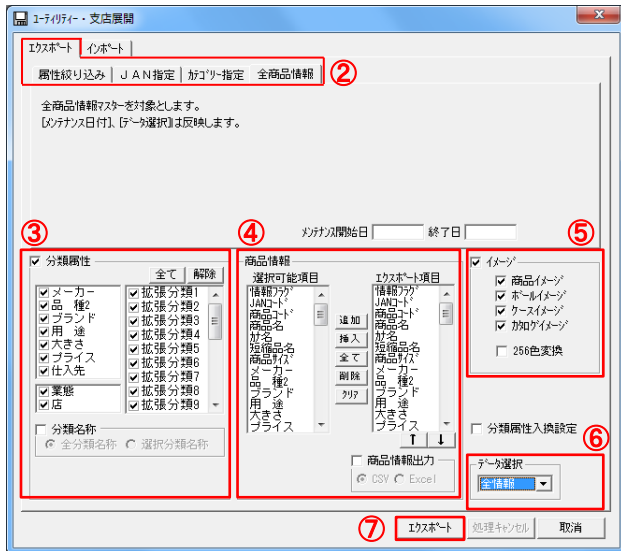 ﾕｰﾃｨﾘﾃｨｰ・支店展開
ｴｸｽﾎﾟｰﾄ ｲﾝﾎﾟｰﾄ
属性絞り込み ＪＡＮ指定 ｶﾃｺﾞﾘｰ指定 全商品情報 ②
全商品情報ﾏｽﾀｰを対象とします。
[ﾒﾝﾃﾅﾝｽ日付]、[ﾃﾞｰﾀ選択]は反映します。
ﾒﾝﾃﾅﾝｽ開始日 終了日
③
分類属性
全て 解除
メーカー
品　種2
ブランド
用　途
大きさ
プライス
仕入先
業態
店
拡張分類1
拡張分類2
拡張分類3
拡張分類4
拡張分類5
拡張分類6
拡張分類7
拡張分類8
拡張分類9
分類名称
全分類名称 選択分類名称
④
商品情報
選択可能項目
情報ﾌﾗｸﾞ
JANｺｰﾄﾞ
商品ｺｰﾄﾞ
商品名
ｶﾅ名
短縮品名
商品ｻｲｽﾞ
メーカー
品　種2
ブランド
用　途
大きさ
プライス
追加
挿入
全て
削除
ｸﾘｱ
ｴｸｽﾎﾟｰﾄ項目
情報ﾌﾗｸﾞ
JANｺｰﾄﾞ
商品ｺｰﾄﾞ
商品名
ｶﾅ名
短縮品名
商品ｻｲｽﾞ
メーカー
品　種2
ブランド
用　途
大きさ
プライス
↑ ↓
商品情報出力
CSV Excel
⑤
ｲﾒｰｼﾞ
商品ｲﾒｰｼﾞ
ﾎﾞｰﾙｲﾒｰｼﾞ
ｹｰｽｲﾒｰｼﾞ
ｶﾀﾛｸﾞｲﾒｰｼﾞ
256色変換
分類属性入換設定
⑥
ﾃﾞｰﾀ選択
全情報
⑦ ｴｸｽﾎﾟｰﾄ 処理ｷｬﾝｾﾙ 取消